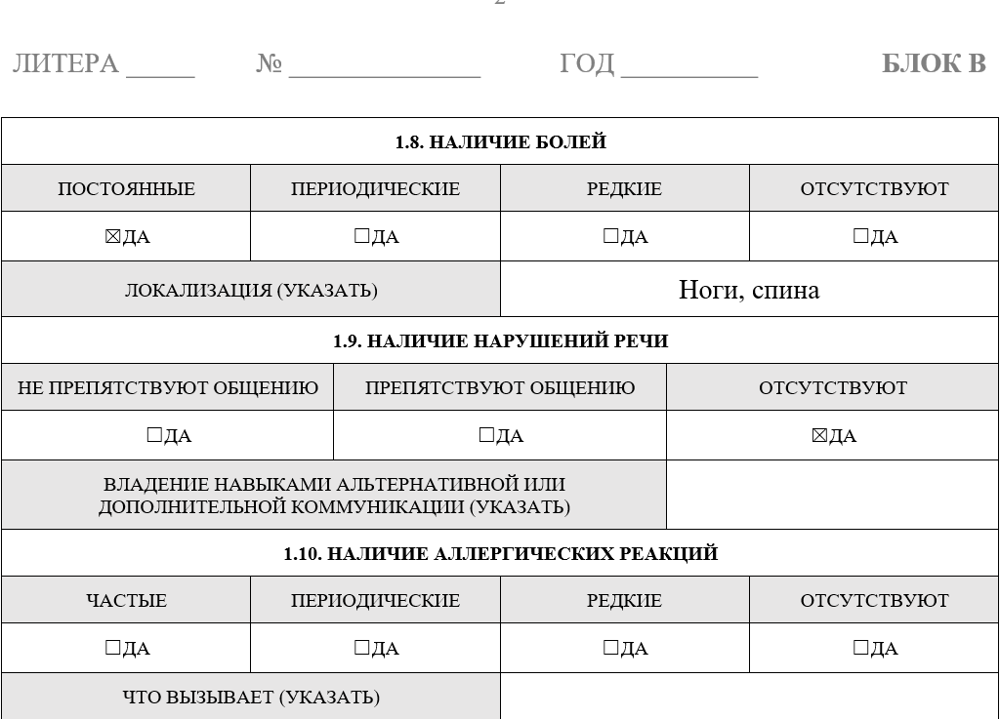 ЛИТЕРА _____ № ______________ ГОД __________ БЛОК В
1.8. НАЛИЧИЕ БОЛЕЙ
ПОСТОЯННЫЕ ПЕРИОДИЧЕСКИЕ РЕДКИЕ ОТСУТСТВУЮТ
☒ДА ☐ДА ☐ДА ☐ДА
ЛОКАЛИЗАЦИЯ (УКАЗАТЬ) Ноги, спина
1.9. НАЛИЧИЕ НАРУШЕНИЙ РЕЧИ
НЕ ПРЕПЯТСТВУЮТ ОБЩЕНИЮ ПРЕПЯТСТВУЮТ ОБЩЕНИЮ ОТСУТСТВУЮТ
☐ДА ☐ДА ☒ДА
ВЛАДЕНИЕ НАВЫКАМИ АЛЬТЕРНАТИВНОЙ ИЛИ
ДОПОЛНИТЕЛЬНОЙ КОММУНИКАЦИИ (УКАЗАТЬ)
1.10. НАЛИЧИЕ АЛЛЕРГИЧЕСКИХ РЕАКЦИЙ
ЧАСТЫЕ ПЕРИОДИЧЕСКИЕ РЕДКИЕ ОТСУТСТВУЮТ
☐ДА ☐ДА ☐ДА ☐ДА
ЧТО ВЫЗЫВАЕТ (УКАЗАТЬ)